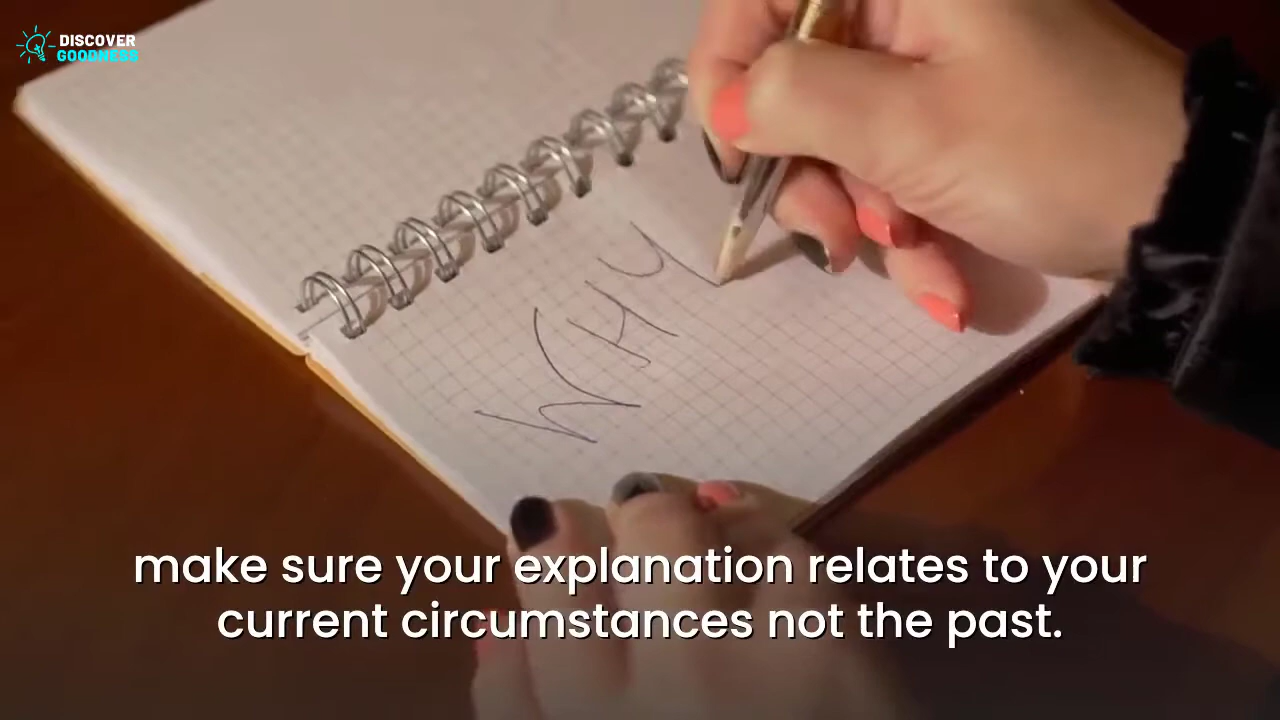 DISCOVER
GOODNESS
WHY
make sure your explanation relates to your
current circumstances not the past.